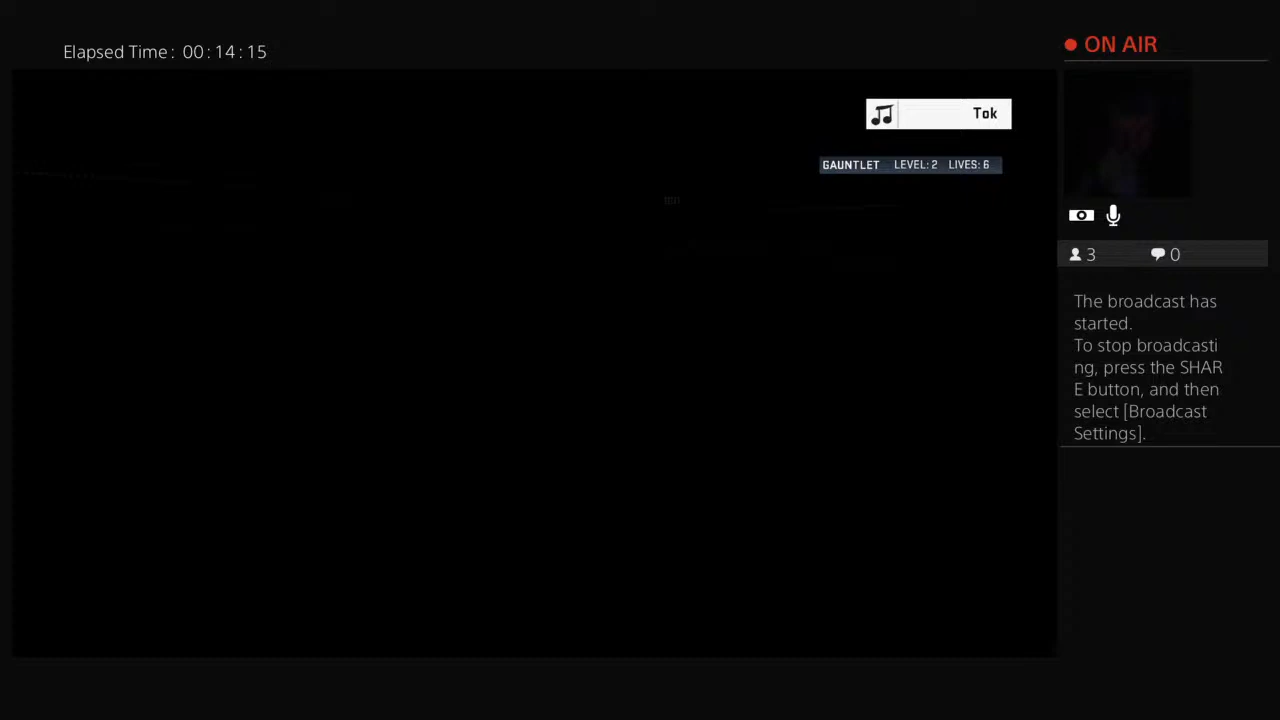 Elapsed Time: 00:14:15
ON AIR
Tok
GAUNTLET LEVEL: 2 LIVES: 6
3 0
The broadcast has
started.
To stop broadcasti
ng, press the SHAR
E button, and then
select [Broadcast
Settings].